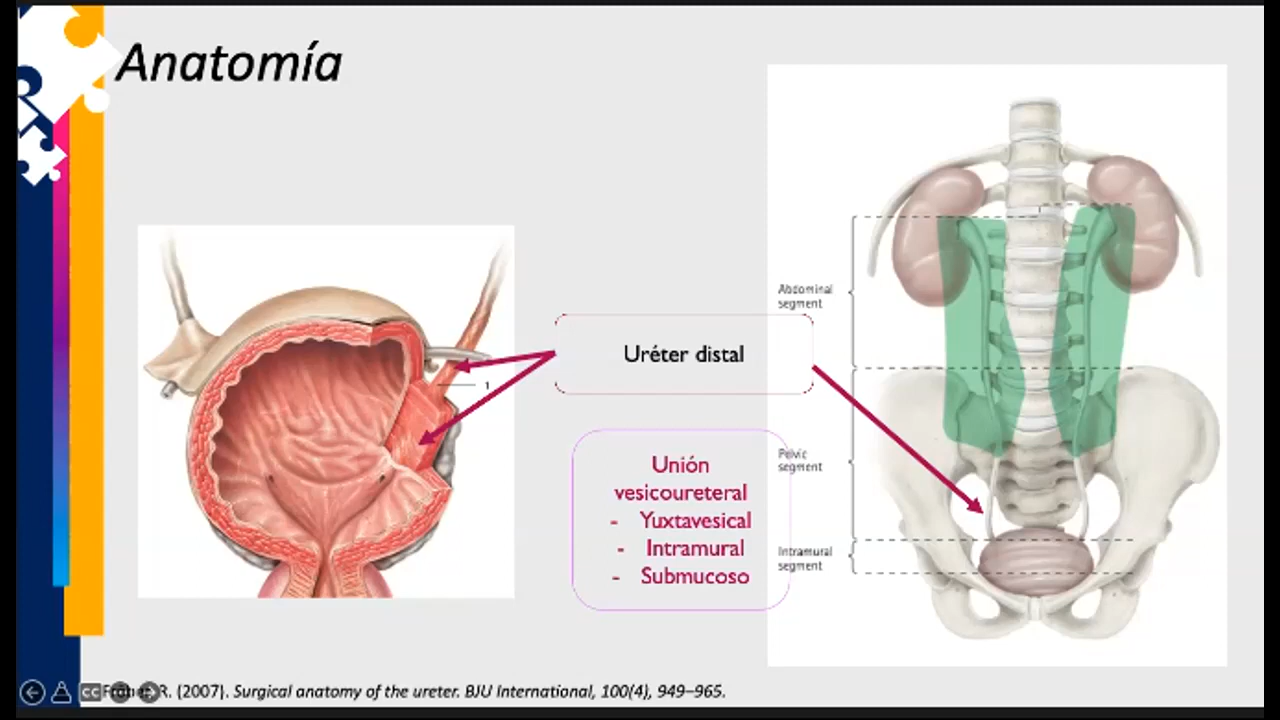 Anatomía
1
Uréter distal
Unión
vesicoureteral
- Yuxtavesical
- Intramural
- Submucoso
Abdominal
segment
Pelvic
segment
Intramural
segment
R. (2007). Surgical anatomy of the ureter. BJU International, 100(4), 949–965.